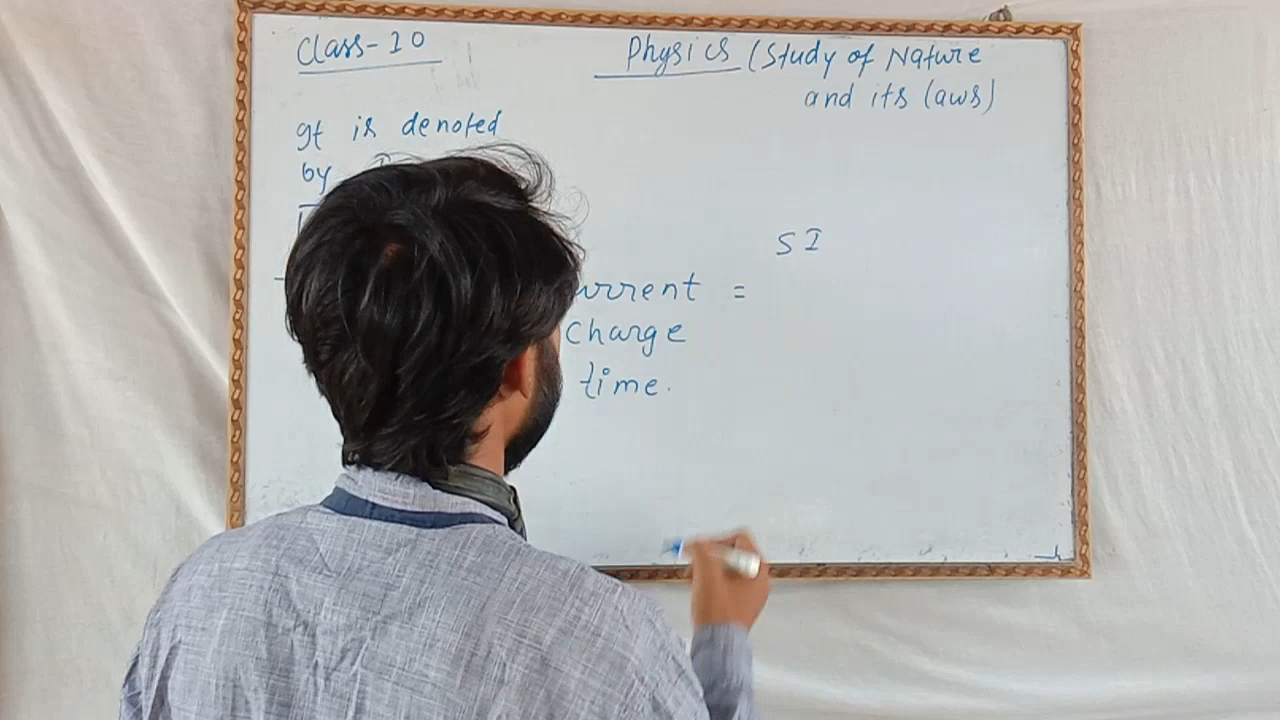 Class-10
Physics (Study of Nature
and its laws)
It is denoted
by
SI
urrent =
Charge
time.